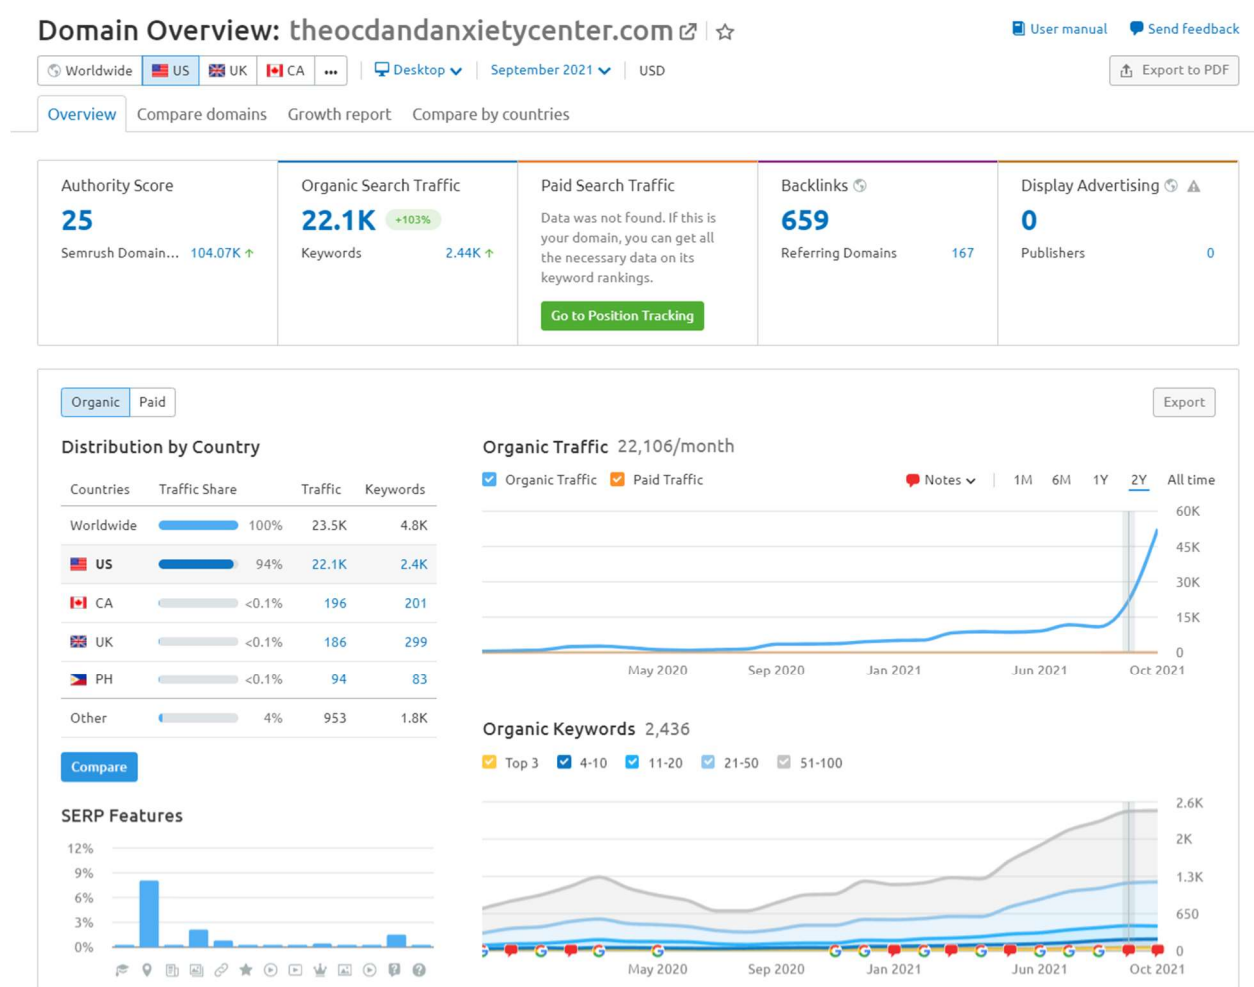 Domain Overview: theocdandanxietycenter.com
User manual
Send feedback
Worldwide US UK CA ...
Desktop
September 2021
USD
Export to PDF
Overview
Compare domains
Growth report
Compare by countries
Authority Score
25
Semrush Domain... 104.07K ↑
Organic Search Traffic
22.1K +103%
Keywords 2.44K ↑
Paid Search Traffic
Data was not found. If this is
your domain, you can get all
the necessary data on its
keyword rankings.
Go to Position Tracking
Backlinks
659
Referring Domains 167
Display Advertising
0
Publishers 0
Organic Paid
Export
Distribution by Country
Countries Traffic Share Traffic Keywords
Worldwide 100% 23.5K 4.8K
US 94% 22.1K 2.4K
CA <0.1% 196 201
UK <0.1% 186 299
PH <0.1% 94 83
Other 4% 953 1.8K
Compare
SERP Features
12%
9%
6%
3%
0%
Organic Traffic 22,106/month
Organic Traffic Paid Traffic
Notes 1M 6M 1Y 2Y All time
60K
45K
30K
15K
0
May 2020 Sep 2020 Jan 2021 Jun 2021 Oct 2021
Organic Keywords 2,436
Top 3 4-10 11-20 21-50 51-100
2.6K
2K
1.3K
650
0
May 2020 Sep 2020 Jan 2021 Jun 2021 Oct 2021